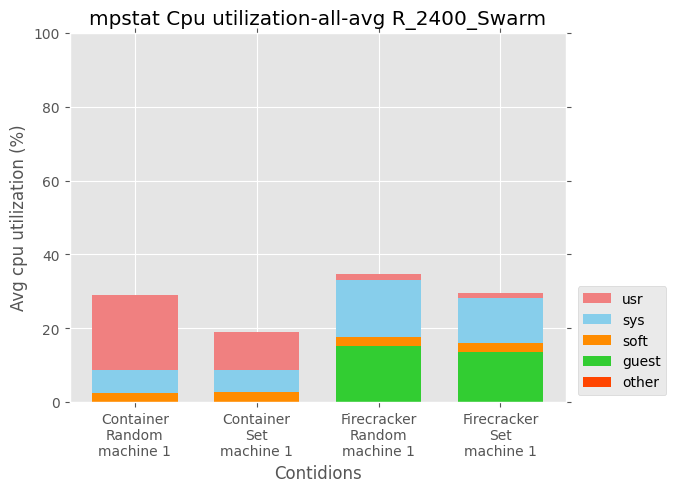 mpstat Cpu utilization-all-avg R_2400_Swarm
Avg cpu utilization (%)
100
80
60
40
20
0
Container
Random
machine 1
Container
Set
machine 1
Firecracker
Random
machine 1
Firecracker
Set
machine 1
Contidions
usr
sys
soft
guest
other